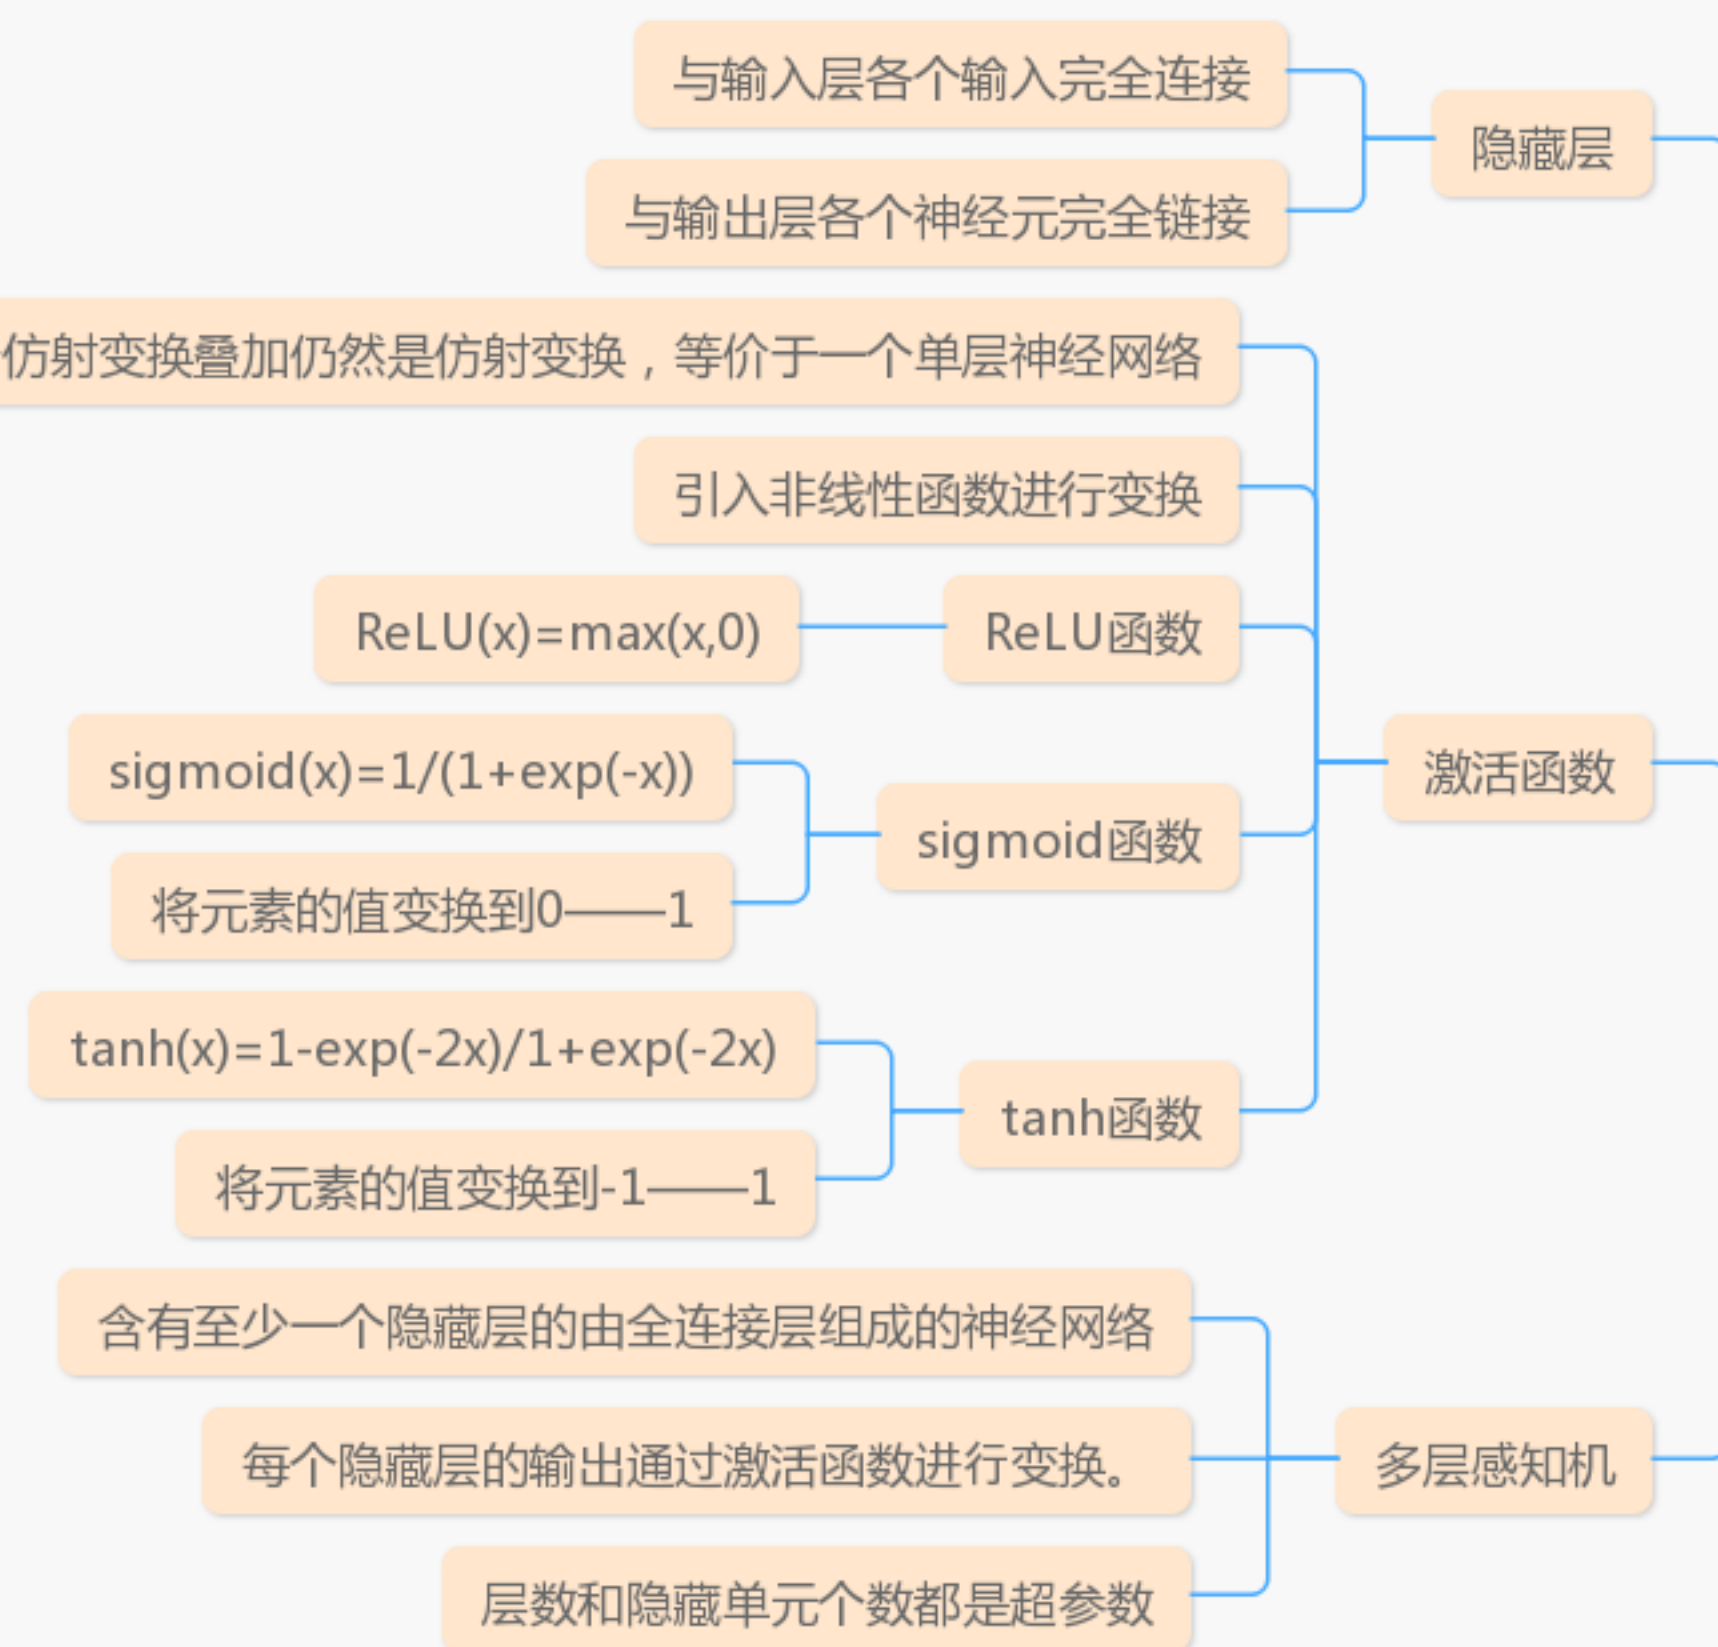 与输入层各个输入完全连接
隐藏层
与输出层各个神经元完全链接
仿射变换叠加仍然是仿射变换，等价于一个单层神经网络
引入非线性函数进行变换
ReLU(x)=max(x,0)
ReLU函数
激活函数
sigmoid(x)=1/(1+exp(-x))
sigmoid函数
将元素的值变换到0——1
tanh(x)=1-exp(-2x)/1+exp(-2x)
tanh函数
将元素的值变换到-1——1
含有至少一个隐藏层的由全连接层组成的神经网络
每个隐藏层的输出通过激活函数进行变换。
多层感知机
层数和隐藏单元个数都是超参数